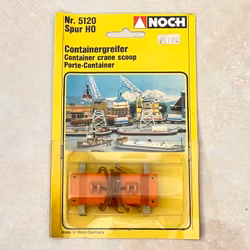 Nr. 5120
Spur HO
NOCH
Containergreifer
Container crane scoop
Porte-Container
Made in West-Germany